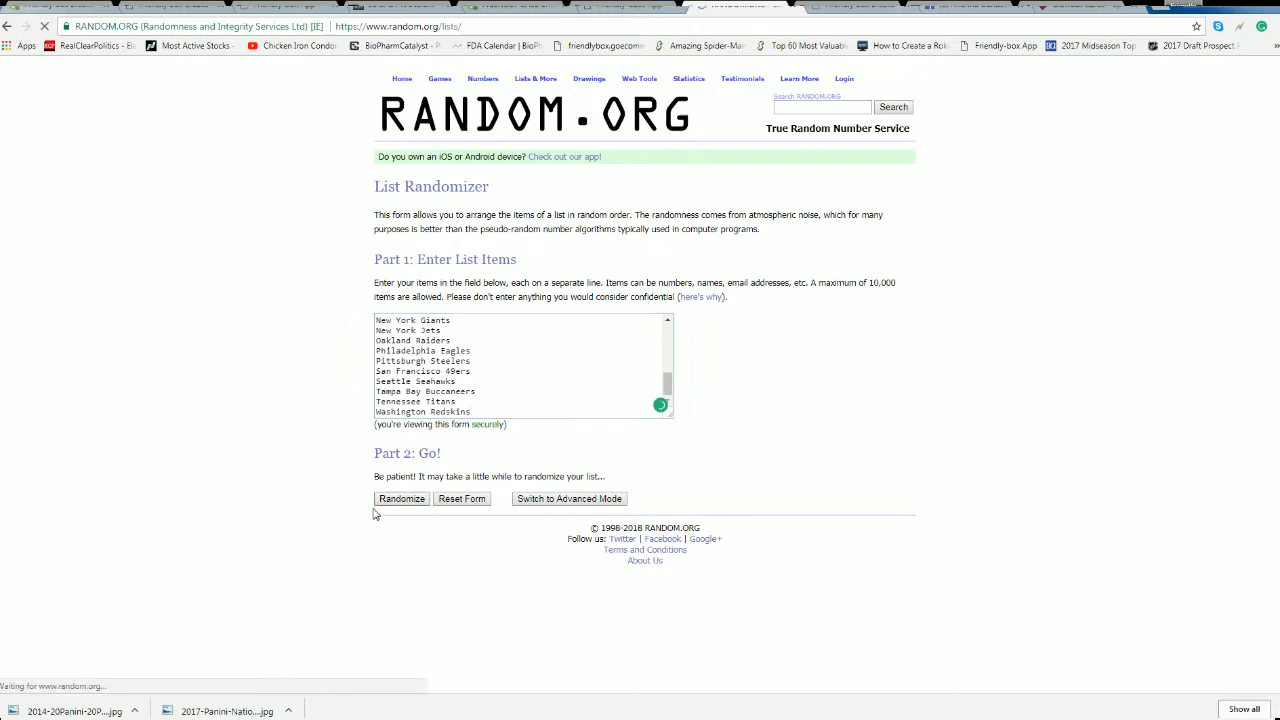 RANDOM.ORG (Randomness and Integrity Services Ltd) [IE] https://www.random.org/lists/
Apps RealClearPolitics - El Most Active Stocks - Chicken Iron Condor BioPharmCatalyst - FDA Calendar | BioP friendlybox.goecomm Amazing Spider-Mar Top 60 Most Valuabl How to Create a Rok Friendly-box App 2017 Midseason Top 2017 Draft Prospect
Home Games Numbers Lists & More Drawings Web Tools Statistics Testimonials Learn More Login
Search RANDOM.ORG
RANDOM.ORG
Search
True Random Number Service
Do you own an iOS or Android device? Check out our app!
List Randomizer
This form allows you to arrange the items of a list in random order. The randomness comes from atmospheric noise, which for many
purposes is better than the pseudo-random number algorithms typically used in computer programs.
Part 1: Enter List Items
Enter your items in the field below, each on a separate line. Items can be numbers, names, email addresses, etc. A maximum of 10,000
items are allowed. Please don't enter anything you would consider confidential (here's why).
New York Giants
New York Jets
Oakland Raiders
Philadelphia Eagles
Pittsburgh Steelers
San Francisco 49ers
Seattle Seahawks
Tampa Bay Buccaneers
Tennessee Titans
Washington Redskins
(you're viewing this form securely)
Part 2: Go!
Be patient! It may take a little while to randomize your list...
Randomize Reset Form Switch to Advanced Mode
© 1998-2018 RANDOM.ORG
Follow us: Twitter | Facebook | Google+
Terms and Conditions
About Us
Waiting for www.random.org...
2014-20Panini-20P....jpg 2017-Panini-Natio....jpg Show all